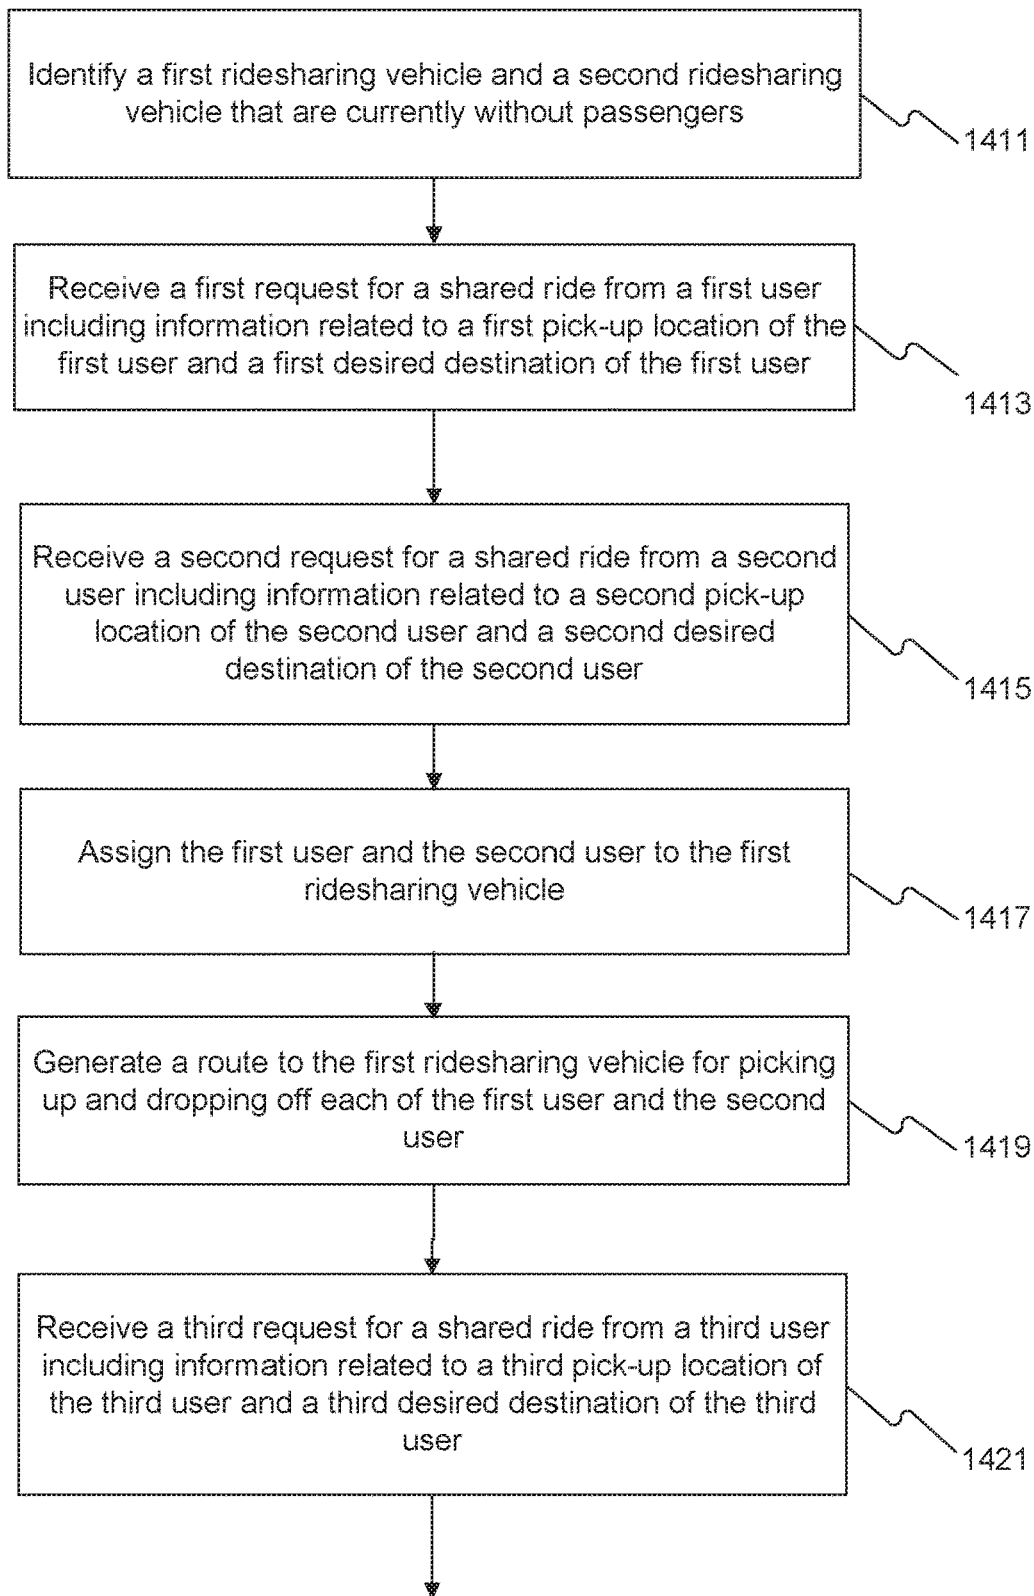 Identify a first ridesharing vehicle and a second ridesharing
vehicle that are currently without passengers
1411
Receive a first request for a shared ride from a first user
including information related to a first pick-up location of the
first user and a first desired destination of the first user
1413
Receive a second request for a shared ride from a second
user including information related to a second pick-up
location of the second user and a second desired
destination of the second user
1415
Assign the first user and the second user to the first
ridesharing vehicle
1417
Generate a route to the first ridesharing vehicle for picking
up and dropping off each of the first user and the second
user
1419
Receive a third request for a shared ride from a third user
including information related to a third pick-up location of
the third user and a third desired destination of the third
user
1421